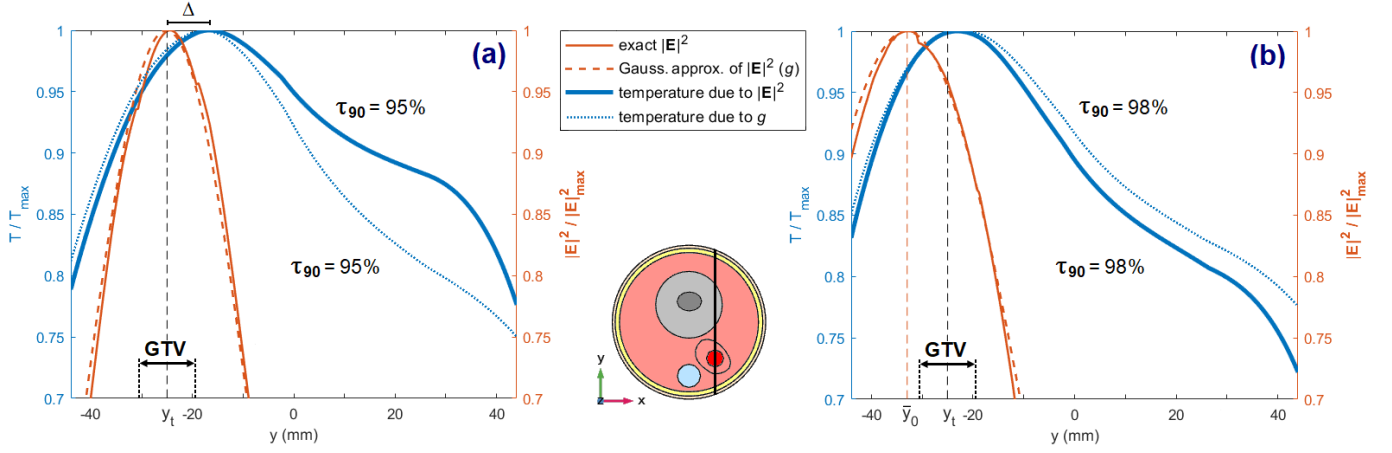 Δ
(a)
1
0.95
0.9
0.85
0.8
0.75
0.7
T / T_max
-40
y_t
-20
0
20
40
y (mm)
1
0.95
0.9
0.85
0.8
0.75
0.7
|E|² / |E|²_max
τ₉₀ = 95%
τ₉₀ = 95%
GTV
exact |E|²
Gauss. approx. of |E|² (g)
temperature due to |E|²
temperature due to g
y
z
x
(b)
1
0.95
0.9
0.85
0.8
0.75
0.7
T / T_max
-40
ȳ₀
y_t
-20
0
20
40
y (mm)
1
0.95
0.9
0.85
0.8
0.75
0.7
|E|² / |E|²_max
τ₉₀ = 98%
τ₉₀ = 98%
GTV